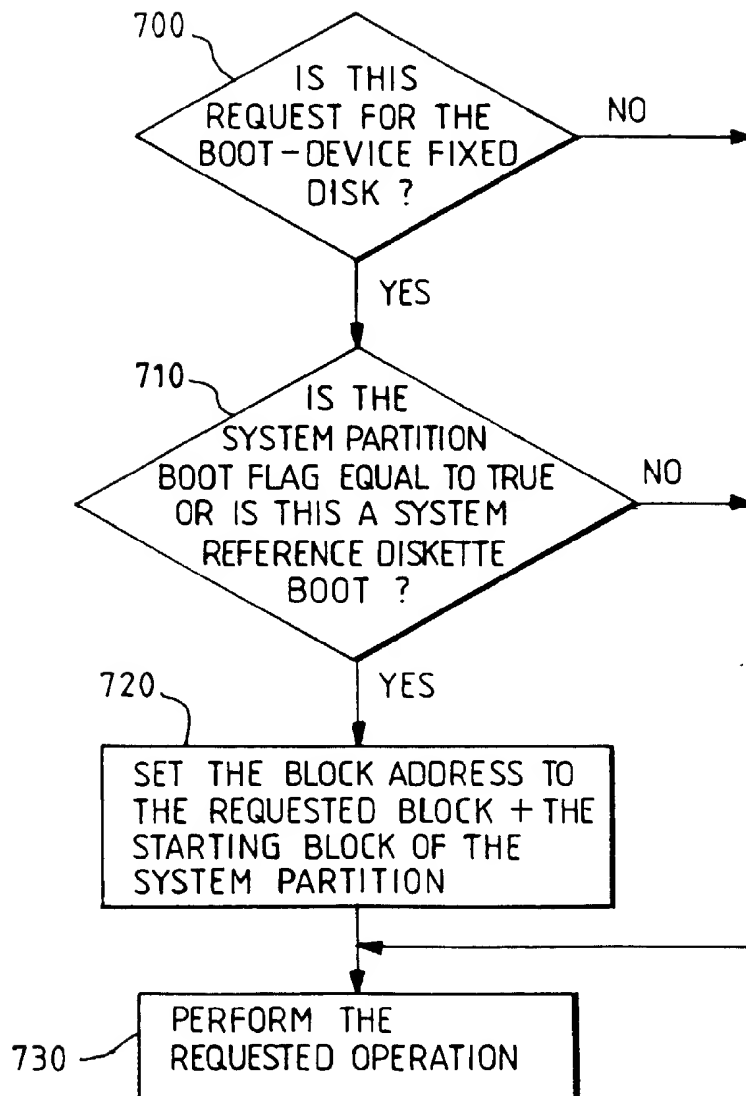 700
IS THIS
REQUEST FOR THE
BOOT-DEVICE FIXED
DISK ?
NO
YES
710
IS THE
SYSTEM PARTITION
BOOT FLAG EQUAL TO TRUE
OR IS THIS A SYSTEM
REFERENCE DISKETTE
BOOT ?
NO
YES
720
SET THE BLOCK ADDRESS TO
THE REQUESTED BLOCK + THE
STARTING BLOCK OF THE
SYSTEM PARTITION
PERFORM THE
REQUESTED OPERATION
730